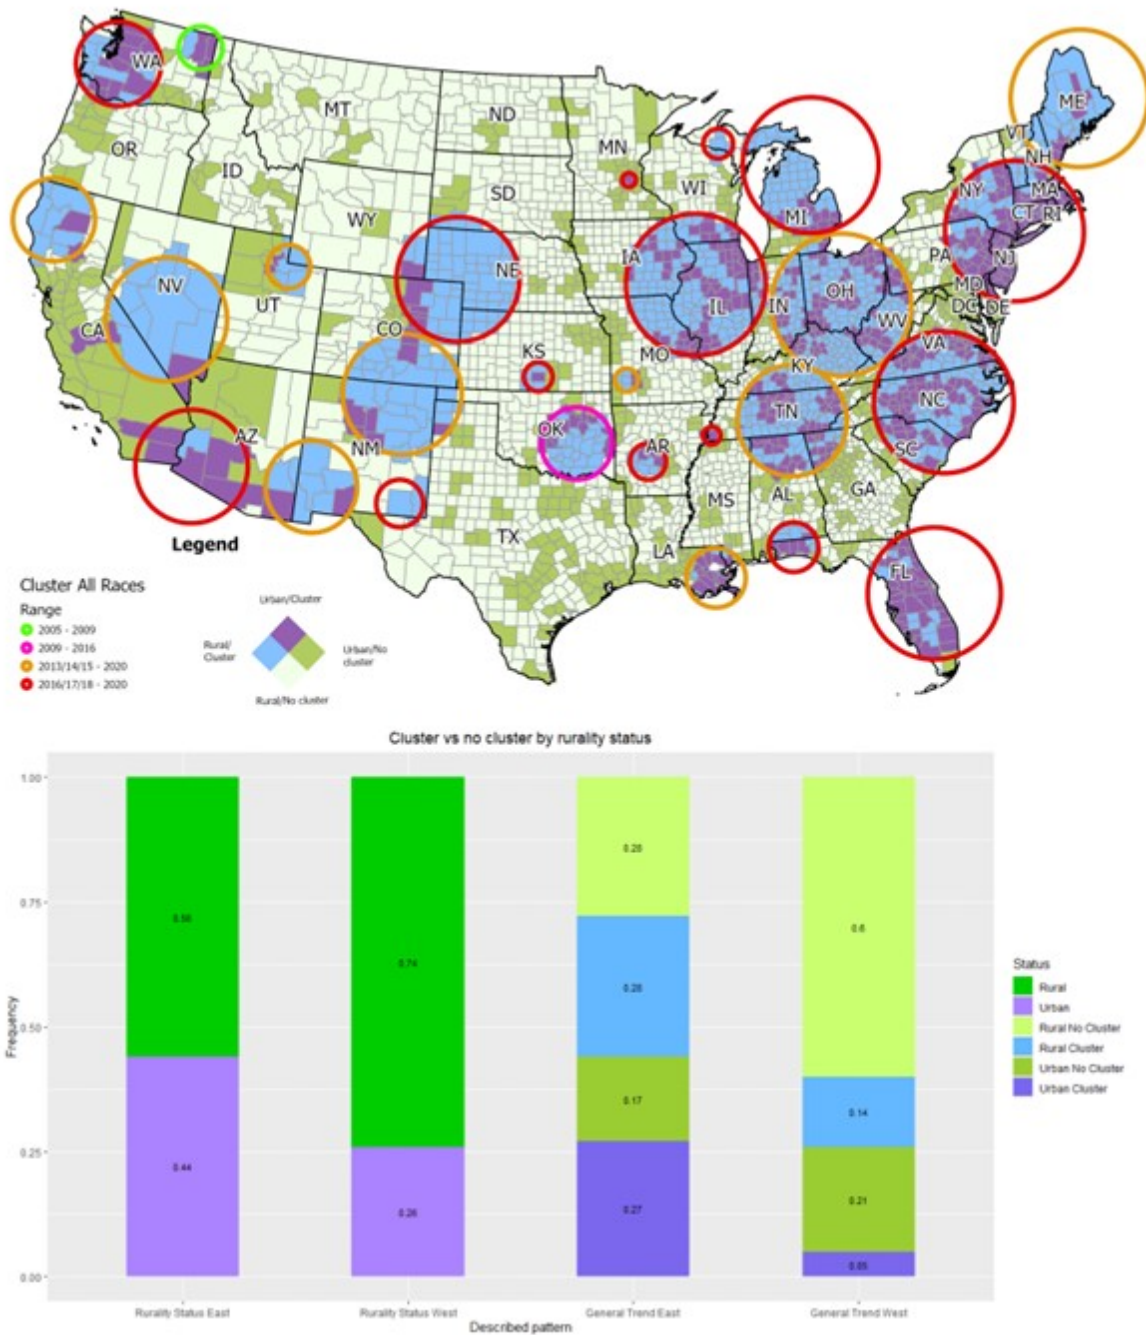 WA
MT
ND
MN
OR
ID
SD
WI
WY
MI
ME
VT
NH
NY
MA
CT RI
PA
NJ
MD
DC DE
NV
UT
CA
CO
NE
IA
IL
IN
OH
WV
VA
KS
MO
KY
TN
NC
SC
AZ
NM
OK
AR
TX
LA
MS
AL
GA
FL
Legend
Cluster All Races
Range
2005 - 2009
2009 - 2016
2013/14/15 - 2020
2016/17/18 - 2020
Urban/Cluster
Rural/
Cluster
Urban/No
cluster
Rural/No cluster
Cluster vs no cluster by rurality status
1.00
0.75
0.50
0.25
0.00
Frequency
0.56
0.44
0.74
0.26
0.28
0.28
0.17
0.27
0.6
0.14
0.21
0.05
Rurality Status East
Rurality Status West
General Trend East
General Trend West
Described pattern
Status
Rural
Urban
Rural No Cluster
Rural Cluster
Urban No Cluster
Urban Cluster